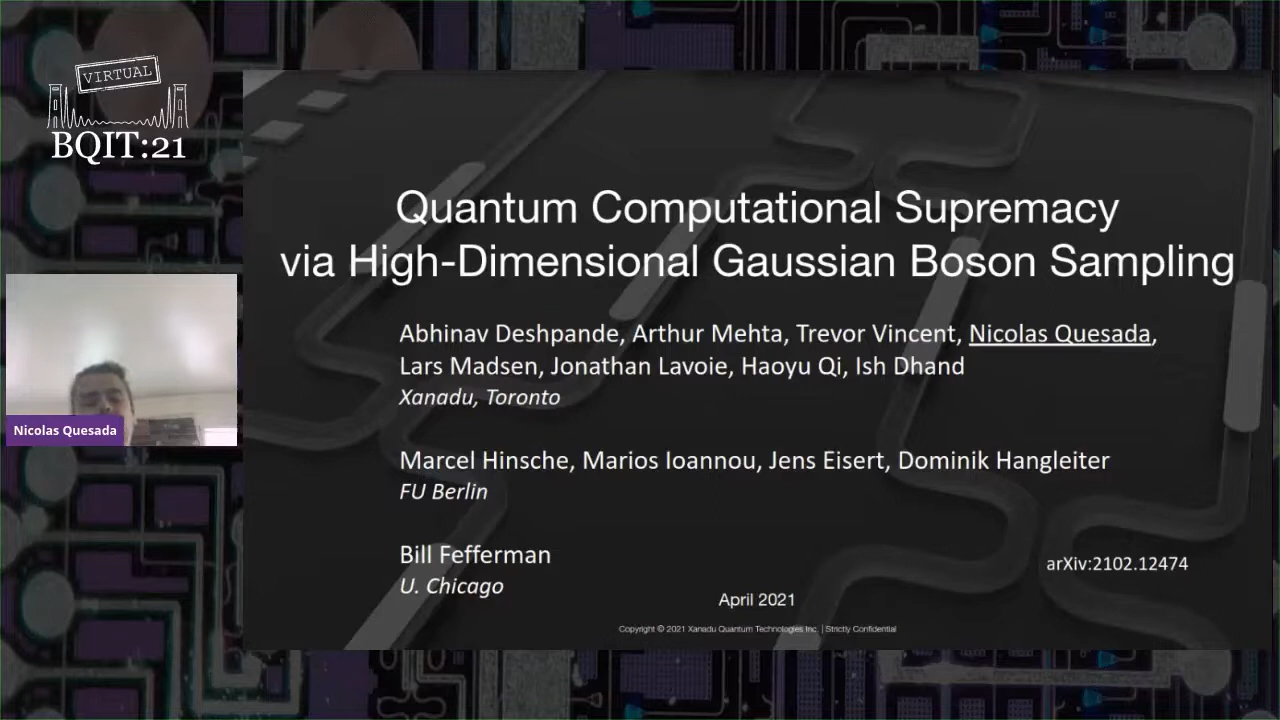 VIRTUAL
BQIT:21
Quantum Computational Supremacy
via High-Dimensional Gaussian Boson Sampling
Abhinav Deshpande, Arthur Mehta, Trevor Vincent, Nicolas Quesada,
Lars Madsen, Jonathan Lavoie, Haoyu Qi, Ish Dhand
Xanadu, Toronto
Nicolas Quesada
Marcel Hinsche, Marios Ioannou, Jens Eisert, Dominik Hangleiter
FU Berlin
Bill Fefferman
U. Chicago
arXiv:2102.12474
April 2021
Copyright © 2021 Xanadu Quantum Technologies Inc. | Strictly Confidential